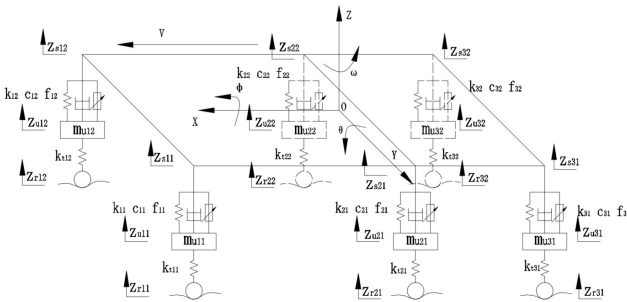 Z
V
Zs12
Zs22
Zs32
k12 c12 f12
k22 c22 f22
ω
k32 c32 f32
ϕ
X
O
Zu12
mu12
Zu22
mu22
θ
mu32
Zu32
kt12
Zs11
kt22
Y
kt32
Zs31
Zr12
Zr22
Zs21
Zr32
k11 c11 f11
k21 c21 f21
k31 c31 f3
Zu11
mu11
Zu21
mu21
mu31
Zu31
kt11
kt21
kt31
Zr11
Zr21
Zr31